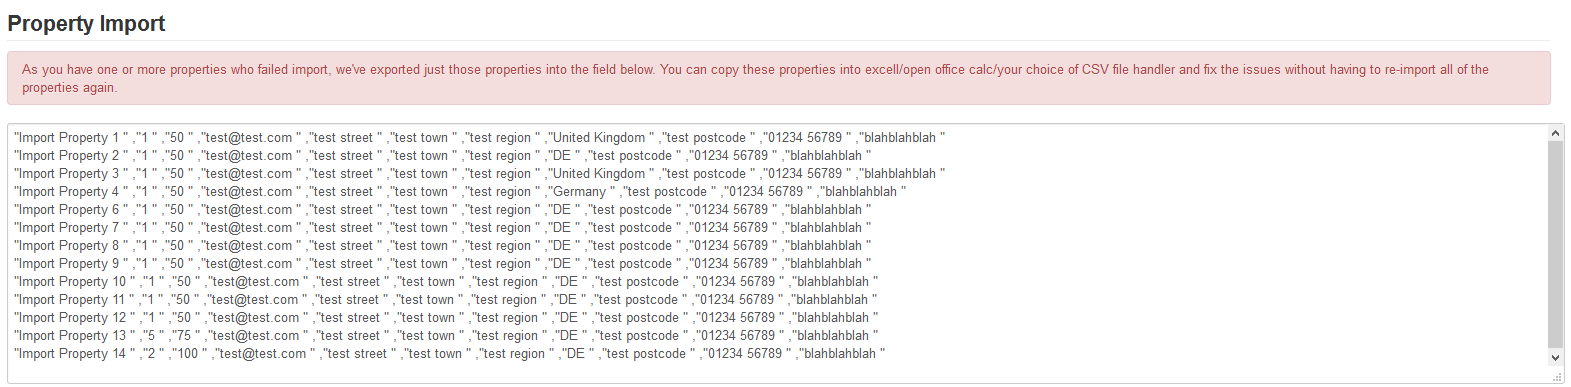 Property Import
As you have one or more properties who failed import, we've exported just those properties into the field below. You can copy these properties into excell/open office calc/your choice of CSV file handler and fix the issues without having to re-import all of the
properties again.
"Import Property 1 " ,"1 " ,"50 " ,"test@test.com " ,"test street " ,"test town " ,"test region " ,"United Kingdom " ,"test postcode " ,"01234 56789 " ,"blahblahblah "
"Import Property 2 " ,"1 " ,"50 " ,"test@test.com " ,"test street " ,"test town " ,"test region " ,"DE " ,"test postcode " ,"01234 56789 " ,"blahblahblah "
"Import Property 3 " ,"1 " ,"50 " ,"test@test.com " ,"test street " ,"test town " ,"test region " ,"United Kingdom " ,"test postcode " ,"01234 56789 " ,"blahblahblah "
"Import Property 4 " ,"1 " ,"50 " ,"test@test.com " ,"test street " ,"test town " ,"test region " ,"Germany " ,"test postcode " ,"01234 56789 " ,"blahblahblah "
"Import Property 6 " ,"1 " ,"50 " ,"test@test.com " ,"test street " ,"test town " ,"test region " ,"DE " ,"test postcode " ,"01234 56789 " ,"blahblahblah "
"Import Property 7 " ,"1 " ,"50 " ,"test@test.com " ,"test street " ,"test town " ,"test region " ,"DE " ,"test postcode " ,"01234 56789 " ,"blahblahblah "
"Import Property 8 " ,"1 " ,"50 " ,"test@test.com " ,"test street " ,"test town " ,"test region " ,"DE " ,"test postcode " ,"01234 56789 " ,"blahblahblah "
"Import Property 9 " ,"1 " ,"50 " ,"test@test.com " ,"test street " ,"test town " ,"test region " ,"DE " ,"test postcode " ,"01234 56789 " ,"blahblahblah "
"Import Property 10 " ,"1 " ,"50 " ,"test@test.com " ,"test street " ,"test town " ,"test region " ,"DE " ,"test postcode " ,"01234 56789 " ,"blahblahblah "
"Import Property 11 " ,"1 " ,"50 " ,"test@test.com " ,"test street " ,"test town " ,"test region " ,"DE " ,"test postcode " ,"01234 56789 " ,"blahblahblah "
"Import Property 12 " ,"1 " ,"50 " ,"test@test.com " ,"test street " ,"test town " ,"test region " ,"DE " ,"test postcode " ,"01234 56789 " ,"blahblahblah "
"Import Property 13 " ,"5 " ,"75 " ,"test@test.com " ,"test street " ,"test town " ,"test region " ,"DE " ,"test postcode " ,"01234 56789 " ,"blahblahblah "
"Import Property 14 " ,"2 " ,"100 " ,"test@test.com " ,"test street " ,"test town " ,"test region " ,"DE " ,"test postcode " ,"01234 56789 " ,"blahblahblah "